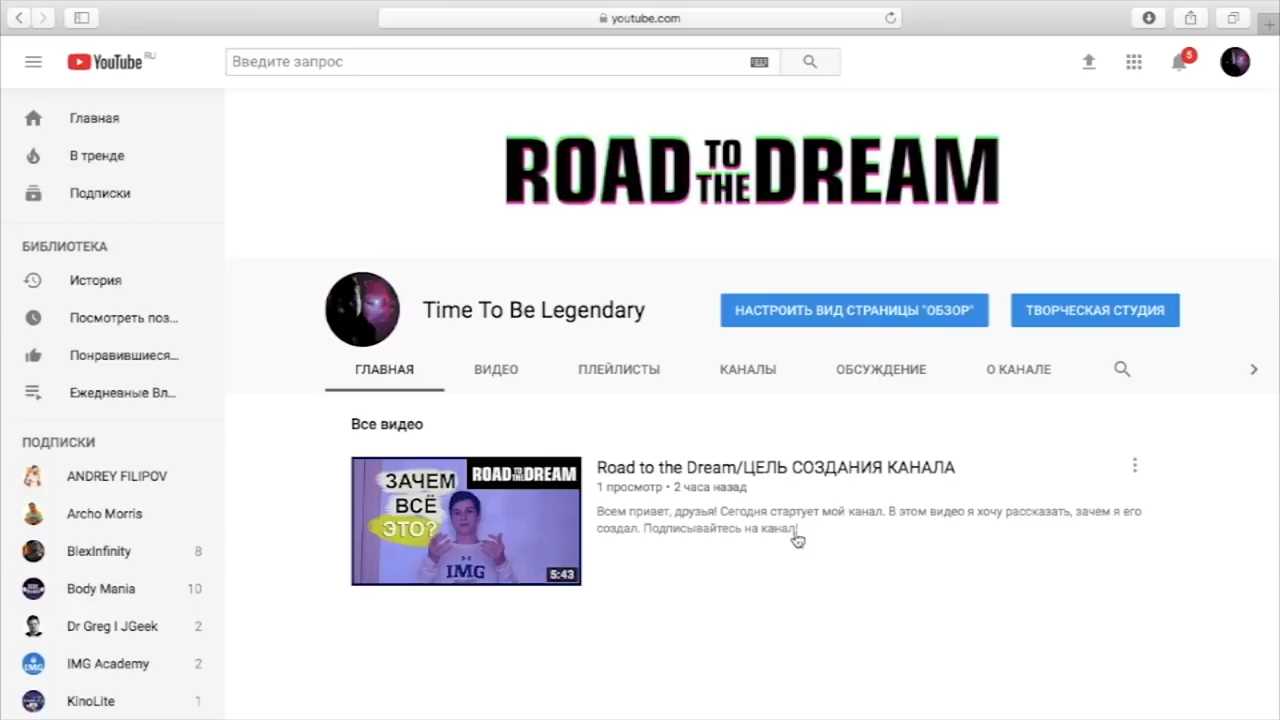 youtube.com
YouTube RU
Введите запрос
5
Главная
В тренде
Подписки
БИБЛИОТЕКА
История
Посмотреть поз...
Понравившиеся...
Ежедневные Вл...
ПОДПИСКИ
ANDREY FILIPOV
Archo Morris
BlexInfinity 8
Body Mania 10
Dr Greg I JGeek 2
IMG Academy 2
KinoLite 1
ROAD TO THE DREAM
Time To Be Legendary
НАСТРОИТЬ ВИД СТРАНИЦЫ "ОБЗОР"
ТВОРЧЕСКАЯ СТУДИЯ
ГЛАВНАЯ ВИДЕО ПЛЕЙЛИСТЫ КАНАЛЫ ОБСУЖДЕНИЕ О КАНАЛЕ
Все видео
ЗАЧЕМ
ВСЁ
ЭТО?
ROAD TO THE DREAM
IMG
5:43
Road to the Dream/ЦЕЛЬ СОЗДАНИЯ КАНАЛА
1 просмотр • 2 часа назад
Всем привет, друзья! Сегодня стартует мой канал. В этом видео я хочу рассказать, зачем я его
создал. Подписывайтесь на канал!